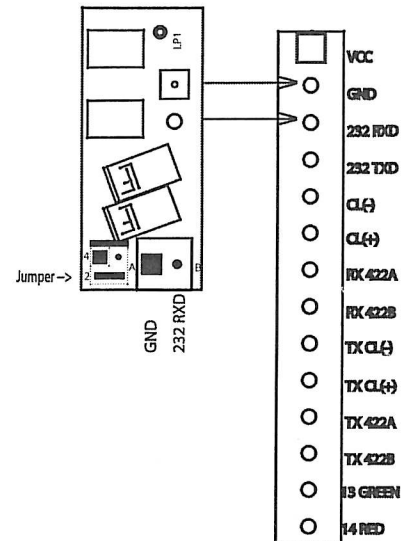 LP1
4
2
A
B
Jumper->
GND
232 RXD
VCC
GND
232 RXD
232 TXD
CL(-)
CL(+)
RX 422A
RX 422B
TX CL(-)
TX CL(+)
TX 422A
TX 422B
13 GREEN
14 RED